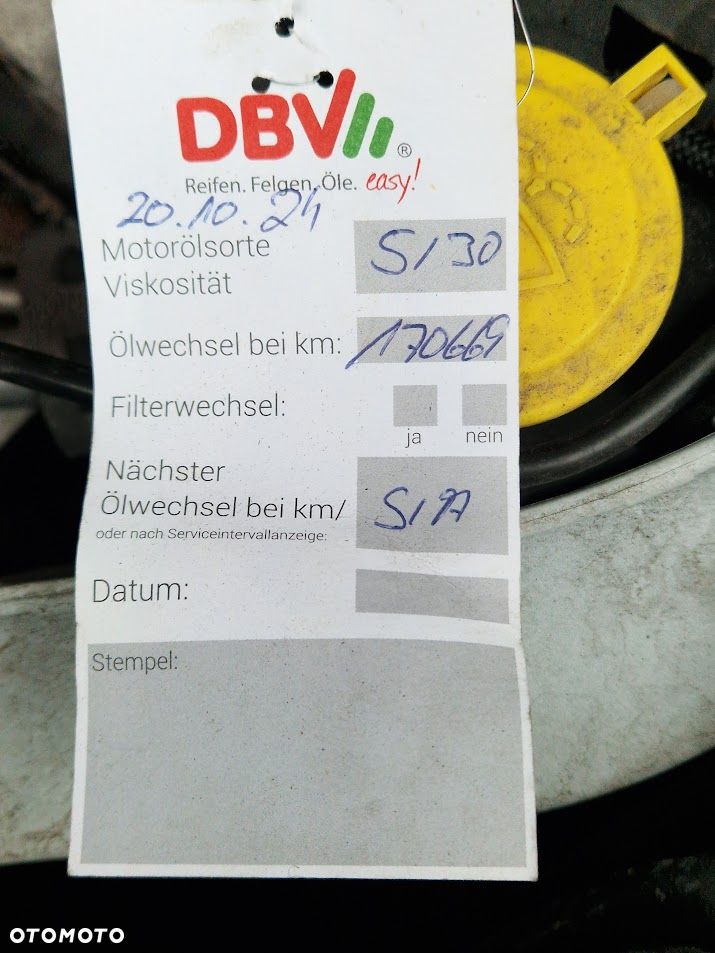 DBV®
Reifen. Felgen. Öle. easy!
20.10.24
Motorölsorte
Viskosität
5/30
Ölwechsel bei km:
170669
Filterwechsel:
ja
nein
Nächster
Ölwechsel bei km/
oder nach Serviceintervallanzeige:
SIA
Datum:
Stempel:
OTOMOTO